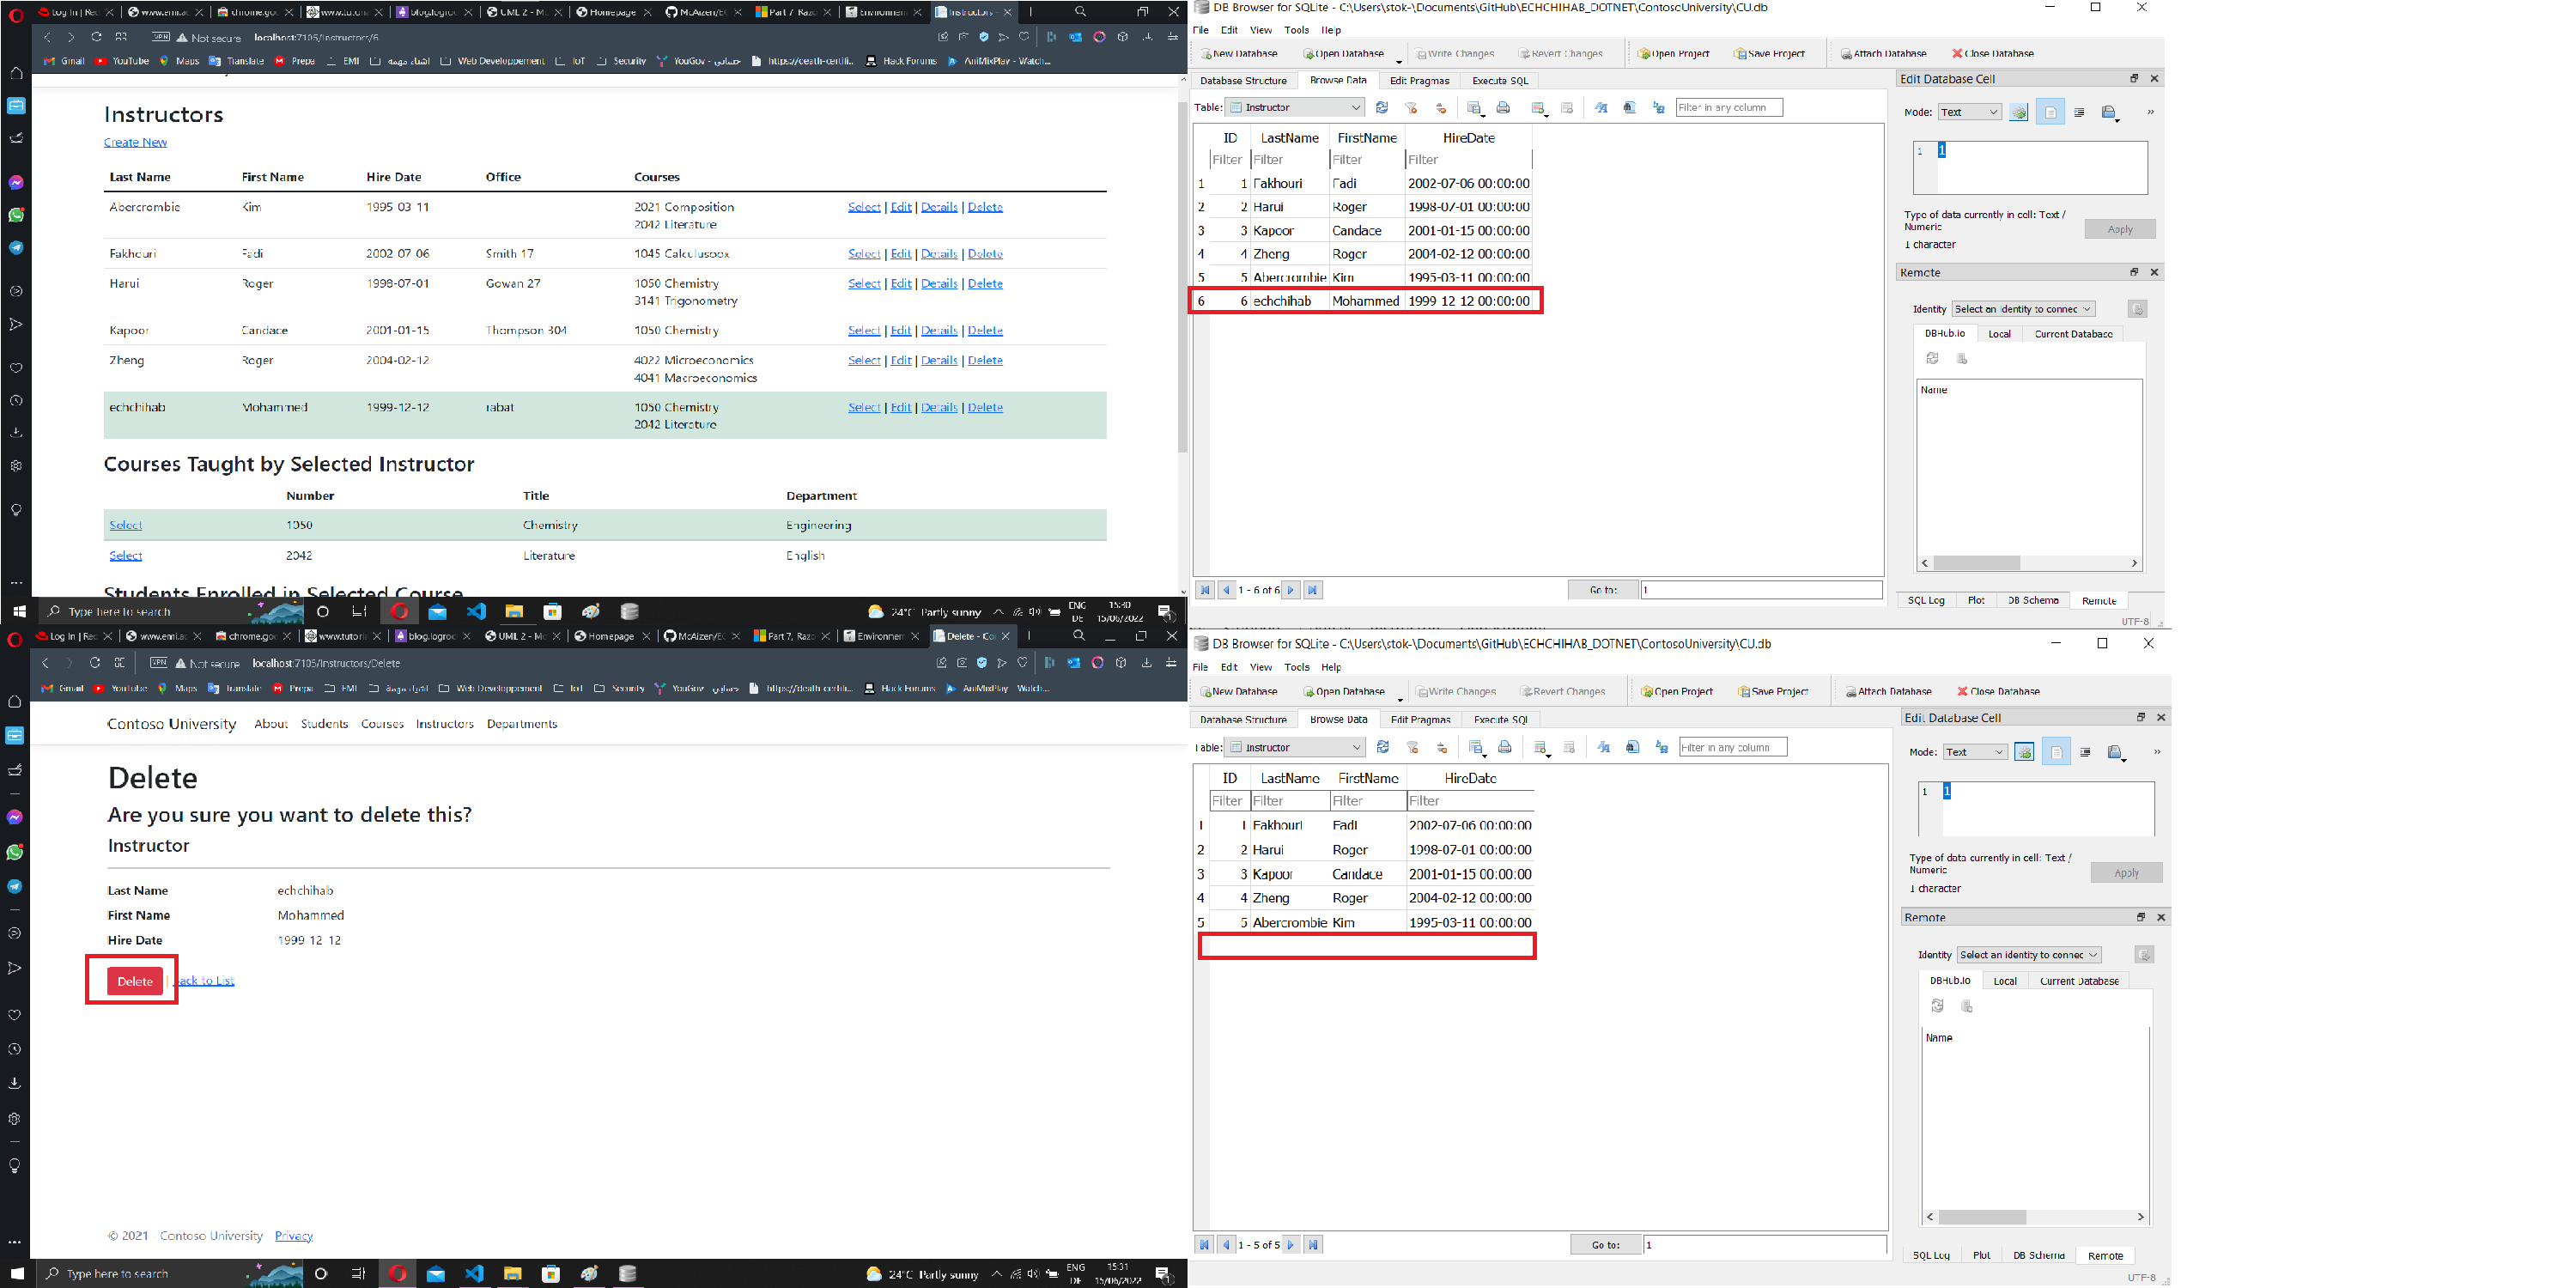 Log In | Red
www.emi.ac
chrome.goo
www.tutoria
blog.logroc
UML 2 - Mo
Homepage
McAizen/EC
Part 7, Razo
Environmen
Instructors -
VPN Not secure localhost:7105/Instructors/6
Gmail YouTube Maps Translate Prepa EMI اشياء مهمة Web Developpement IoT Security YouGov - حسابي https://death-certifi... Hack Forums AniMixPlay - Watch...
Instructors
Create New
Last Name First Name Hire Date Office Courses
Abercrombie Kim 1995-03-11 2021 Composition Select | Edit | Details | Delete
2042 Literature
Fakhouri Fadi 2002-07-06 Smith 17 1045 Calculusoox Select | Edit | Details | Delete
Harui Roger 1998-07-01 Gowan 27 1050 Chemistry Select | Edit | Details | Delete
3141 Trigonometry
Kapoor Candace 2001-01-15 Thompson 304 1050 Chemistry Select | Edit | Details | Delete
Zheng Roger 2004-02-12 4022 Microeconomics Select | Edit | Details | Delete
4041 Macroeconomics
echchihab Mohammed 1999-12-12 rabat 1050 Chemistry Select | Edit | Details | Delete
2042 Literature
Courses Taught by Selected Instructor
Number Title Department
Select 1050 Chemistry Engineering
Select 2042 Literature English
Students Enrolled in Selected Course
Type here to search
24°C Partly sunny
ENG
DE
15:30
15/06/2022
DB Browser for SQLite - C:\Users\stok-\Documents\GitHub\ECHCHIHAB_DOTNET\ContosoUniversity\CU.db
File Edit View Tools Help
New Database Open Database Write Changes Revert Changes Open Project Save Project Attach Database Close Database
Database Structure Browse Data Edit Pragmas Execute SQL
Table: Instructor Filter in any column
ID LastName FirstName HireDate
Filter Filter Filter Filter
1 1 Fakhouri Fadi 2002-07-06 00:00:00
2 2 Harui Roger 1998-07-01 00:00:00
3 3 Kapoor Candace 2001-01-15 00:00:00
4 4 Zheng Roger 2004-02-12 00:00:00
5 5 Abercrombie Kim 1995-03-11 00:00:00
6 6 echchihab Mohammed 1999-12-12 00:00:00
1 - 6 of 6 Go to: 1
Edit Database Cell
Mode: Text
1 1
Type of data currently in cell: Text /
Numeric
1 character
Apply
Remote
Identity Select an identity to connec
DBHub.io Local Current Database
Name
SQL Log Plot DB Schema Remote
UTF-8
Log In | Red
www.emi.ac
chrome.goo
www.tutoria
blog.logroc
UML 2 - Mo
Homepage
McAizen/EC
Part 7, Razo
Environmen
Delete - Co
VPN Not secure localhost:7105/Instructors/Delete
Gmail YouTube Maps Translate Prepa EMI اشياء مهمة Web Developpement IoT Security YouGov حسابي https://death-certifi... Hack Forums AniMixPlay Watch...
Contoso University About Students Courses Instructors Departments
Delete
Are you sure you want to delete this?
Instructor
Last Name echchihab
First Name Mohammed
Hire Date 1999-12-12
Delete | Back to List
© 2021 Contoso University Privacy
Type here to search
24°C Partly sunny
ENG
DE
15:31
15/06/2022
DB Browser for SQLite - C:\Users\stok-\Documents\GitHub\ECHCHIHAB_DOTNET\ContosoUniversity\CU.db
File Edit View Tools Help
New Database Open Database Write Changes Revert Changes Open Project Save Project Attach Database Close Database
Database Structure Browse Data Edit Pragmas Execute SQL
Table: Instructor Filter in any column
ID LastName FirstName HireDate
Filter Filter Filter Filter
1 1 Fakhouri Fadi 2002-07-06 00:00:00
2 2 Harui Roger 1998-07-01 00:00:00
3 3 Kapoor Candace 2001-01-15 00:00:00
4 4 Zheng Roger 2004-02-12 00:00:00
5 5 Abercrombie Kim 1995-03-11 00:00:00
1 - 5 of 5 Go to: 1
Edit Database Cell
Mode: Text
1 1
Type of data currently in cell: Text /
Numeric
1 character
Apply
Remote
Identity Select an identity to connec
DBHub.io Local Current Database
Name
SQL Log Plot DB Schema Remote
UTF-8